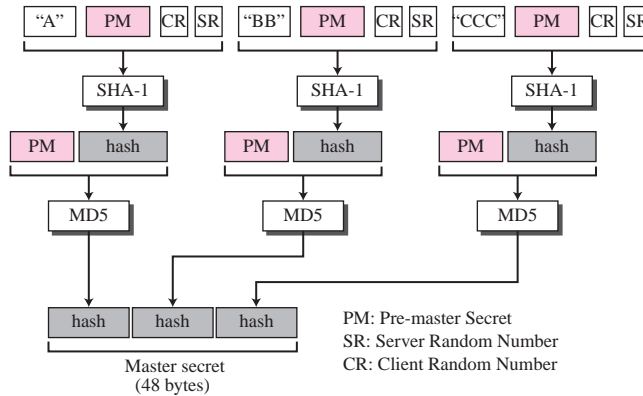 “A” PM CR SR “BB” PM CR SR “CCC” PM CR SR
SHA-1 SHA-1 SHA-1
PM hash PM hash PM hash
MD5 MD5 MD5
hash hash hash
PM: Pre-master Secret
SR: Server Random Number
CR: Client Random Number
Master secret
(48 bytes)